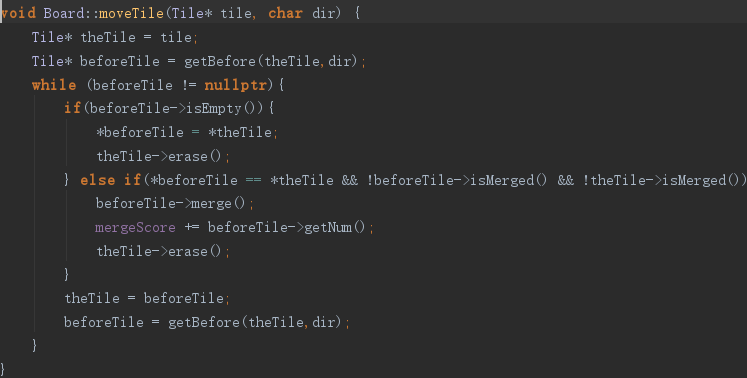 void Board::moveTile(Tile* tile, char dir) {
    Tile* theTile = tile;
    Tile* beforeTile = getBefore(theTile,dir);
    while (beforeTile != nullptr){
        if(beforeTile->isEmpty()){
            *beforeTile = *theTile;
            theTile->erase();
        } else if(*beforeTile == *theTile && !beforeTile->isMerged() && !theTile->isMerged())
            beforeTile->merge();
            mergeScore += beforeTile->getNum();
            theTile->erase();
        }
        theTile = beforeTile;
        beforeTile = getBefore(theTile,dir);
    }
}